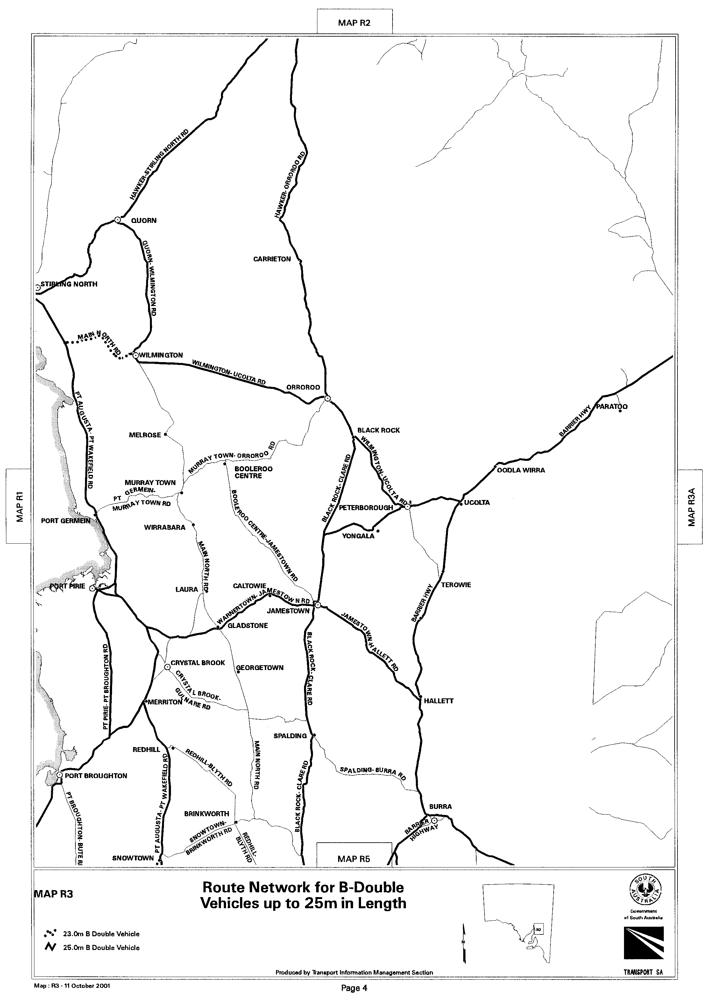 MAP R2
HAWKER-STIRLING NORTH RD
HAWKER- ORROROO RD
QUORN
QUORN- WILMINGTON RD
CARRIETON
STIRLING NORTH
MAIN NORTH RD
WILMINGTON
WILMINGTON- UCOLTA RD
ORROROO
PT AUGUSTA- PT WAKEFIELD RD
PARATOO
BARRIER HWY
MELROSE
BLACK ROCK
WILMINGTON- UCOLTA RD
MURRAY TOWN- ORROROO RD
BOOLEROO
CENTRE
OODLA WIRRA
MURRAY TOWN
PT GERMEIN-
MURRAY TOWN RD
BLACK ROCK- CLARE RD
MAP R1
MAP R3A
UCOLTA
PETERBOROUGH
PORT GERMEIN
WIRRABARA
BOOLEROO CENTRE-JAMESTOWN RD
YONGALA
MAIN NORTH RD
PORT PIRIE
LAURA
CALTOWIE
TEROWIE
WARNERTOWN- JAMESTOWN RD
JAMESTOWN
BARRIER HWY
GLADSTONE
JAMESTOWN-HALLETT RD
PT PIRIE- PT BROUGHTON RD
CRYSTAL BROOK
GEORGETOWN
BLACK ROCK- CLARE RD
CRYSTAL BROOK-
GULNARE RD
MERRITON
HALLETT
SPALDING
REDHILL
REDHILL-BLYTH RD
MAIN NORTH RD
SPALDING- BURRA RD
PORT BROUGHTON
PT BROUGHTON- BUTE R
PT AUGUSTA- PT WAKEFIELD RD
BLACK ROCK- CLARE RD
BURRA
BRINKWORTH
BARRIER
HIGHWAY
SNOWTOWN-
BRINKWORTH RD
REDHILL-
BLYTH RD
SNOWTOWN
MAP R5
MAP R3
Route Network for B-Double
Vehicles up to 25m in Length
23.0m B Double Vehicle
25.0m B Double Vehicle
N
SOUTH
AUSTRALIA
Government
of South Australia
TRANSPORT SA
Produced by Transport Information Management Section
Map : R3 - 11 October 2001
Page 4